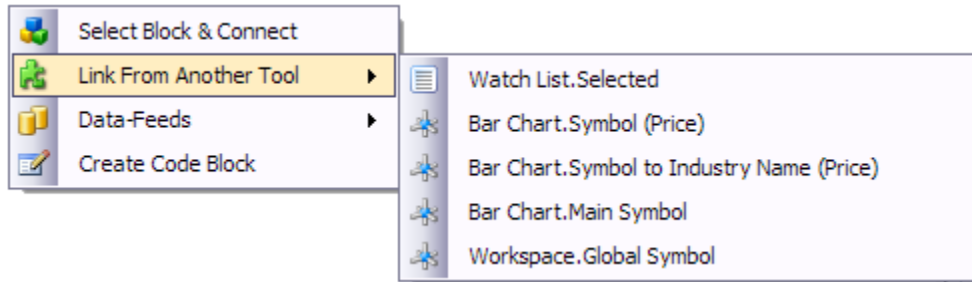 Select Block & Connect
Link From Another Tool
Data-Feeds
Create Code Block
Watch List.Selected
Bar Chart.Symbol (Price)
Bar Chart.Symbol to Industry Name (Price)
Bar Chart.Main Symbol
Workspace.Global Symbol